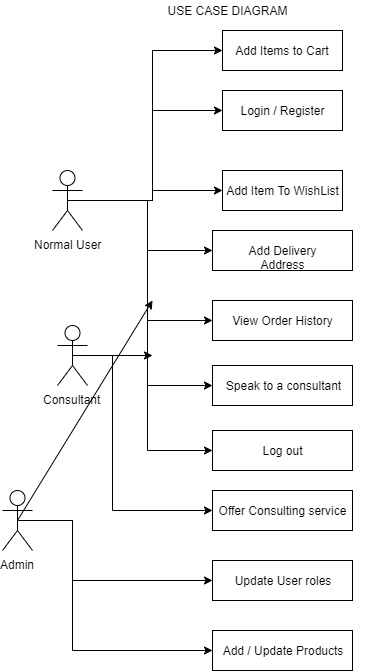 USE CASE DIAGRAM
Add Items to Cart
Login / Register
Add Item To WishList
Normal User
Add Delivery
Address
View Order History
Speak to a consultant
Consultant
Log out
Offer Consulting service
Admin
Update User roles
Add / Update Products